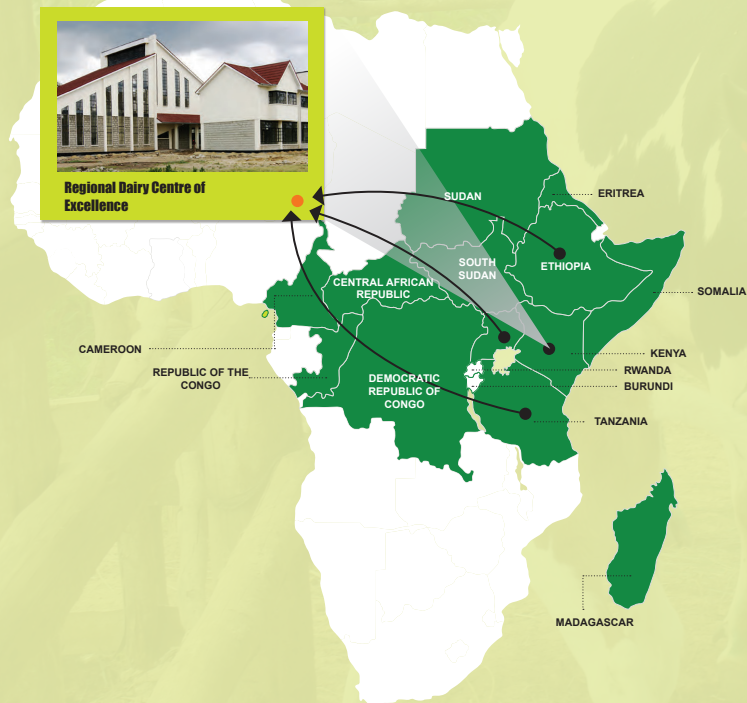 Regional Dairy Centre of
Excellence
SUDAN
ERITREA
SOUTH
SUDAN
ETHIOPIA
CENTRAL AFRICAN
REPUBLIC
SOMALIA
CAMEROON
KENYA
REPUBLIC OF THE
CONGO
RWANDA
DEMOCRATIC
REPUBLIC OF
CONGO
BURUNDI
TANZANIA
MADAGASCAR